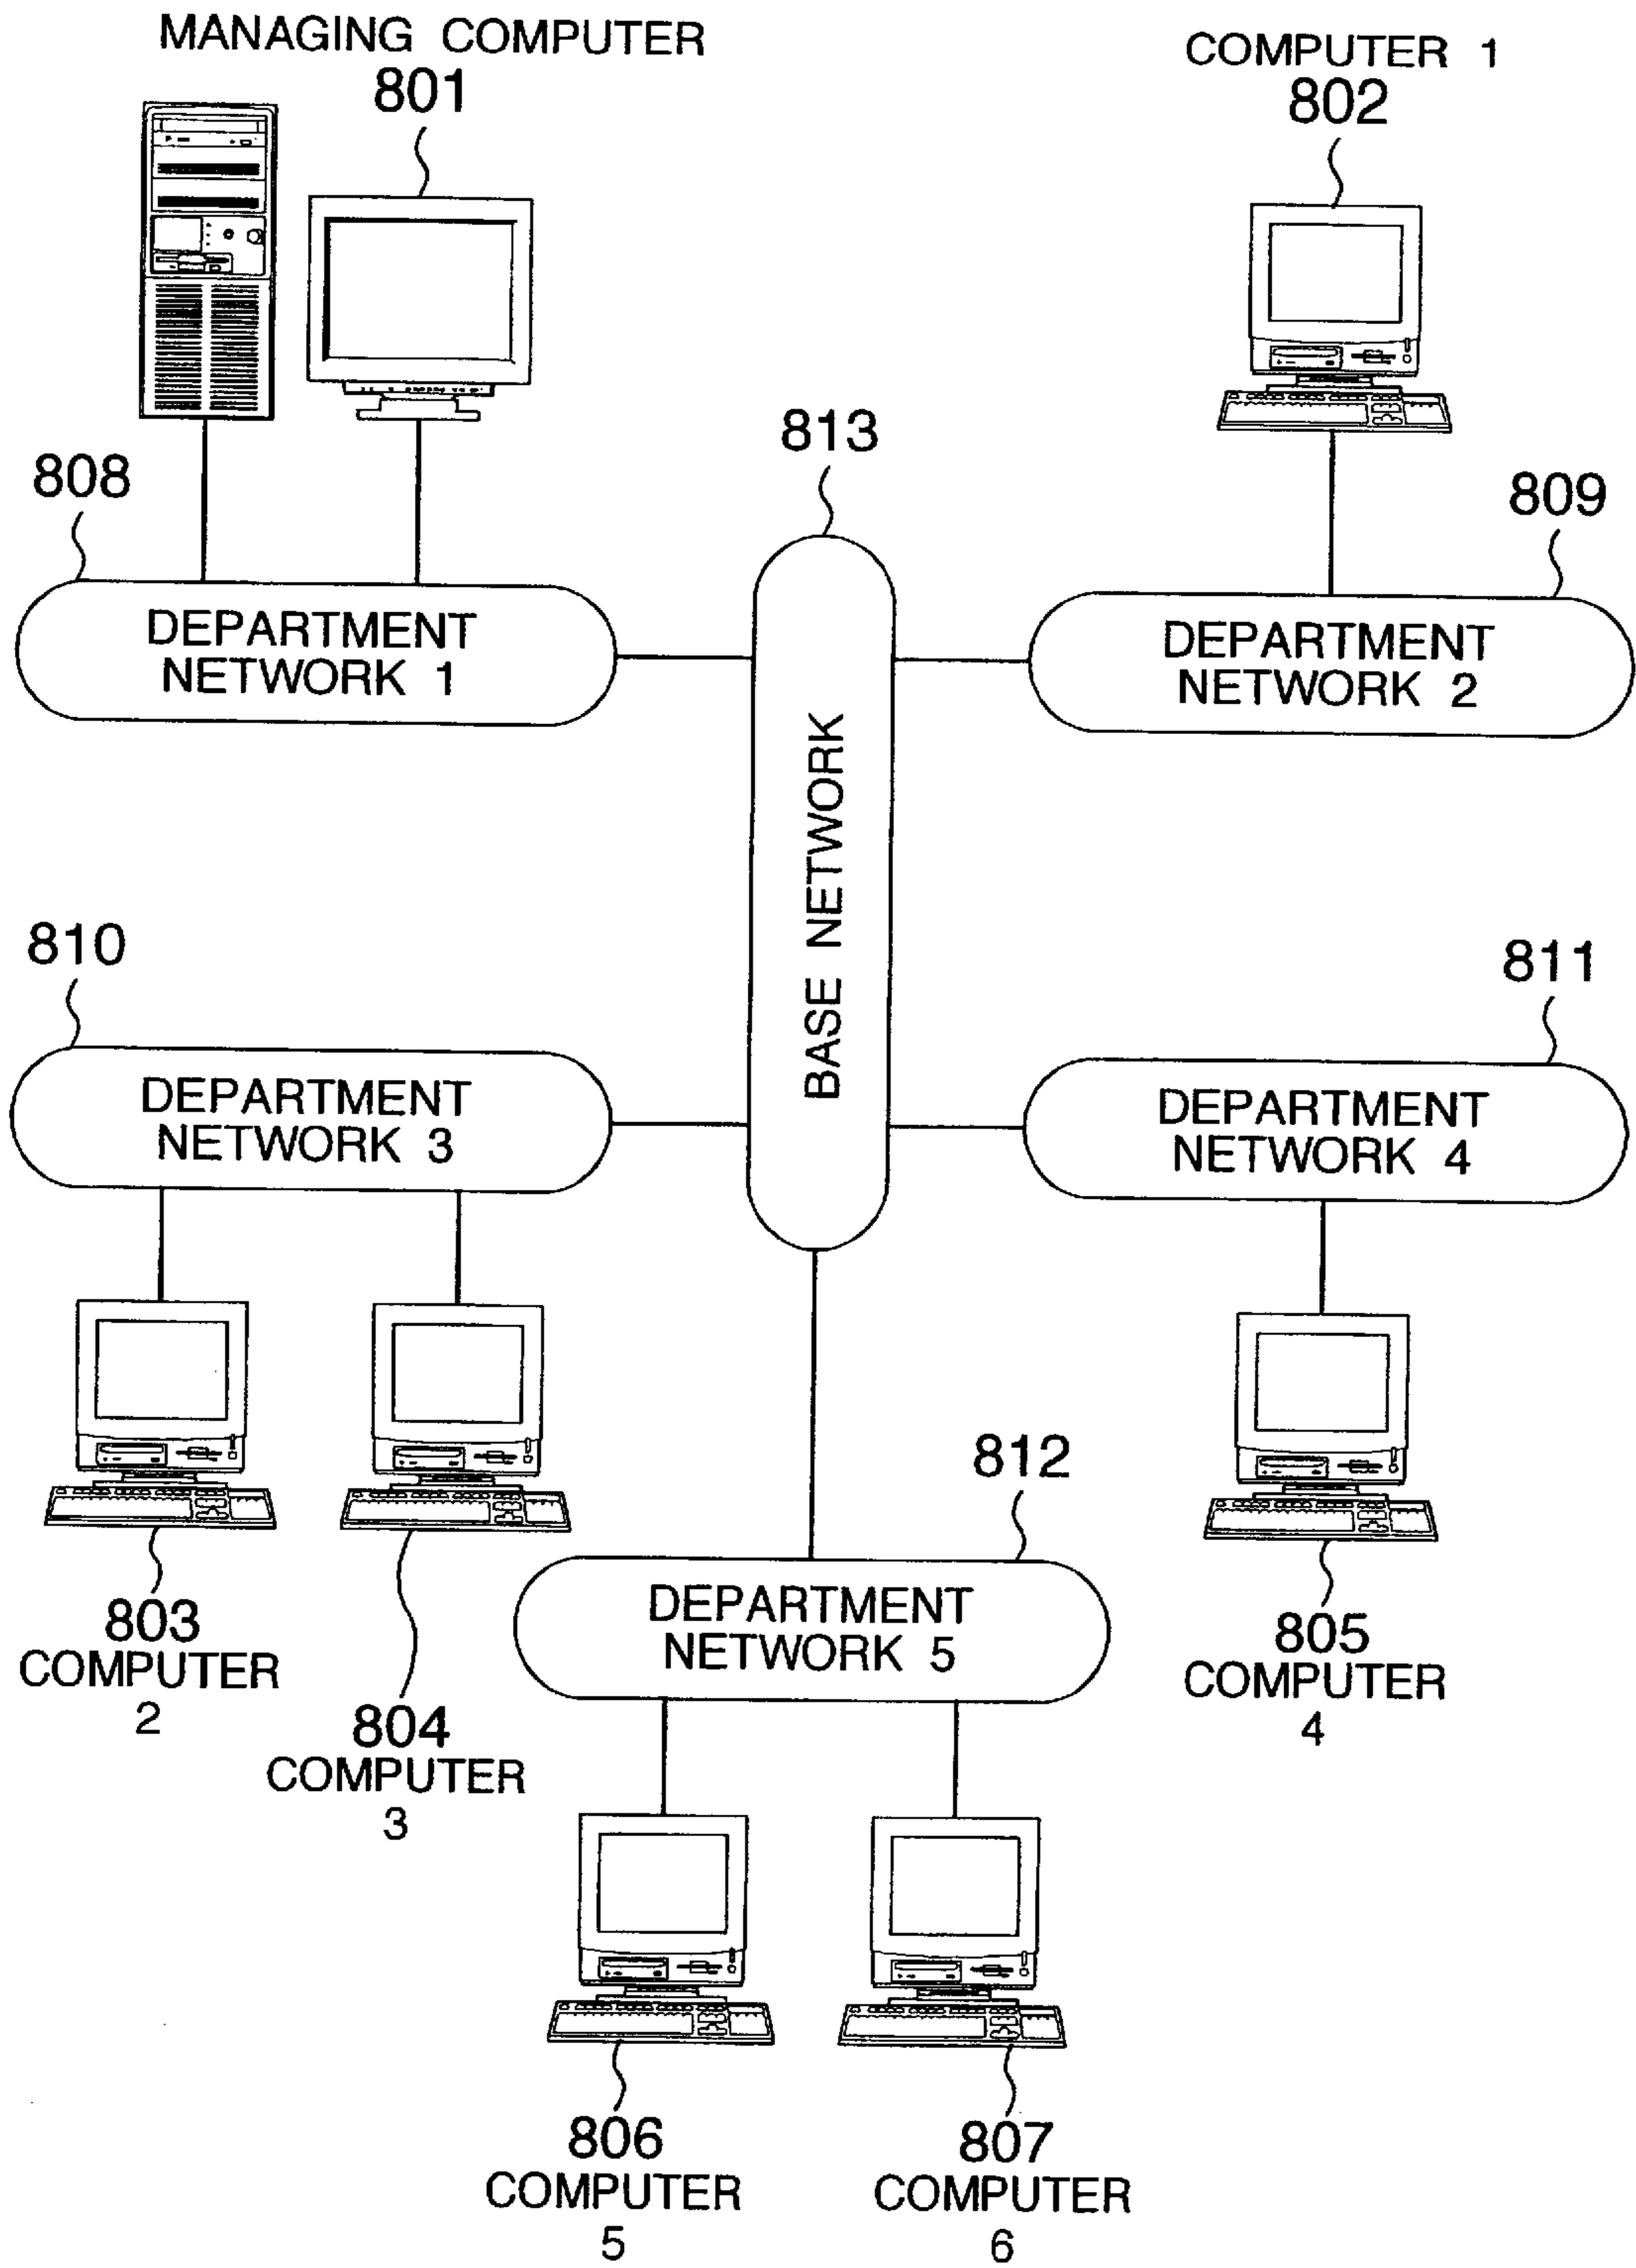 MANAGING COMPUTER
801
COMPUTER 1
802
813
808
809
DEPARTMENT
NETWORK 1
DEPARTMENT
NETWORK 2
BASE NETWORK
810
811
DEPARTMENT
NETWORK 3
DEPARTMENT
NETWORK 4
812
803
COMPUTER
2
804
COMPUTER
3
DEPARTMENT
NETWORK 5
805
COMPUTER
4
806
COMPUTER
5
807
COMPUTER
6